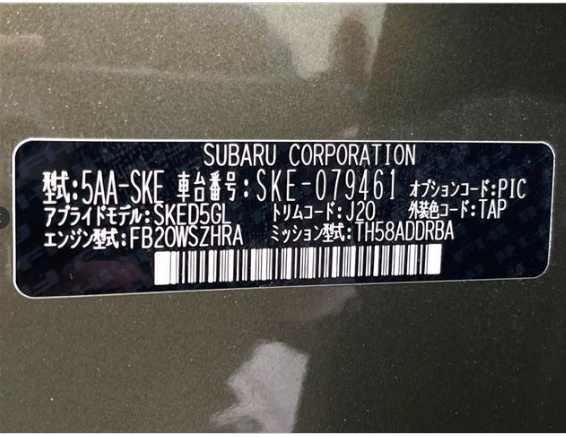 SUBARU CORPORATION
型式:5AA-SKE 車台番号:SKE-079461 オプションコード:PIC
アプライドモデル:SKED5GL トリムコード:J20 外装色コード:TAP
エンジン型式:FB20WSZHRA ミッション型式:TH58ADDRBA